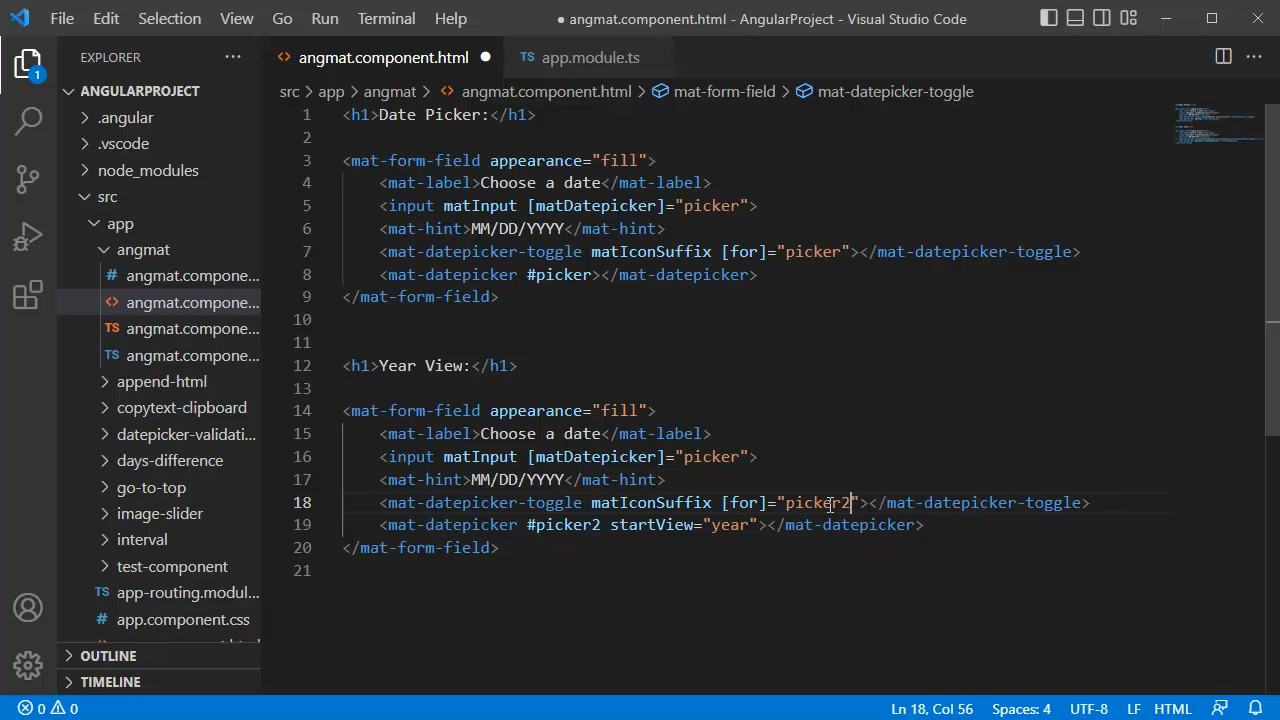 File Edit Selection View Go Run Terminal Help
● angmat.component.html - AngularProject - Visual Studio Code
EXPLORER
<> angmat.component.html ●
TS app.module.ts
src > app > angmat > <> angmat.component.html > mat-form-field > mat-datepicker-toggle
1
ANGULARPROJECT
.angular
.vscode
node_modules
src
app
angmat
# angmat.compone...
<> angmat.compone...
TS angmat.compone...
TS angmat.compone...
append-html
copytext-clipboard
datepicker-validati...
days-difference
go-to-top
image-slider
interval
test-component
TS app-routing.modul...
# app.component.css
OUTLINE
TIMELINE
1 <h1>Date Picker:</h1>
2
3 <mat-form-field appearance="fill">
4 <mat-label>Choose a date</mat-label>
5 <input matInput [matDatepicker]="picker">
6 <mat-hint>MM/DD/YYYY</mat-hint>
7 <mat-datepicker-toggle matIconSuffix [for]="picker"></mat-datepicker-toggle>
8 <mat-datepicker #picker></mat-datepicker>
9 </mat-form-field>
10
11
12 <h1>Year View:</h1>
13
14 <mat-form-field appearance="fill">
15 <mat-label>Choose a date</mat-label>
16 <input matInput [matDatepicker]="picker">
17 <mat-hint>MM/DD/YYYY</mat-hint>
18 <mat-datepicker-toggle matIconSuffix [for]="picker2"></mat-datepicker-toggle>
19 <mat-datepicker #picker2 startView="year"></mat-datepicker>
20 </mat-form-field>
21
0 0
Ln 18, Col 56 Spaces: 4 UTF-8 LF HTML